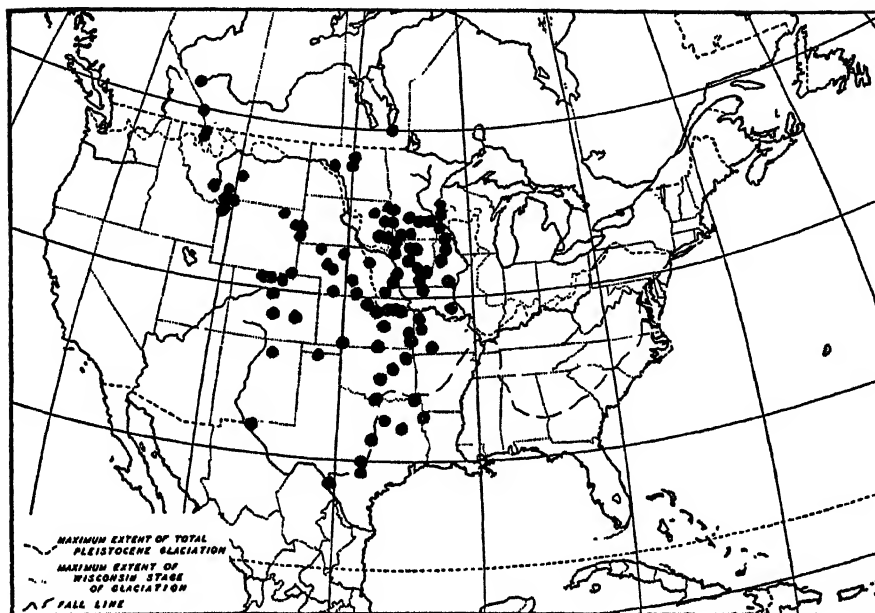 MAXIMUM EXTENT OF TOTAL
PLEISTOCENE GLACIATION
MAXIMUM EXTENT OF
WISCONSIN STAGE
OF GLACIATION
FALL LINE